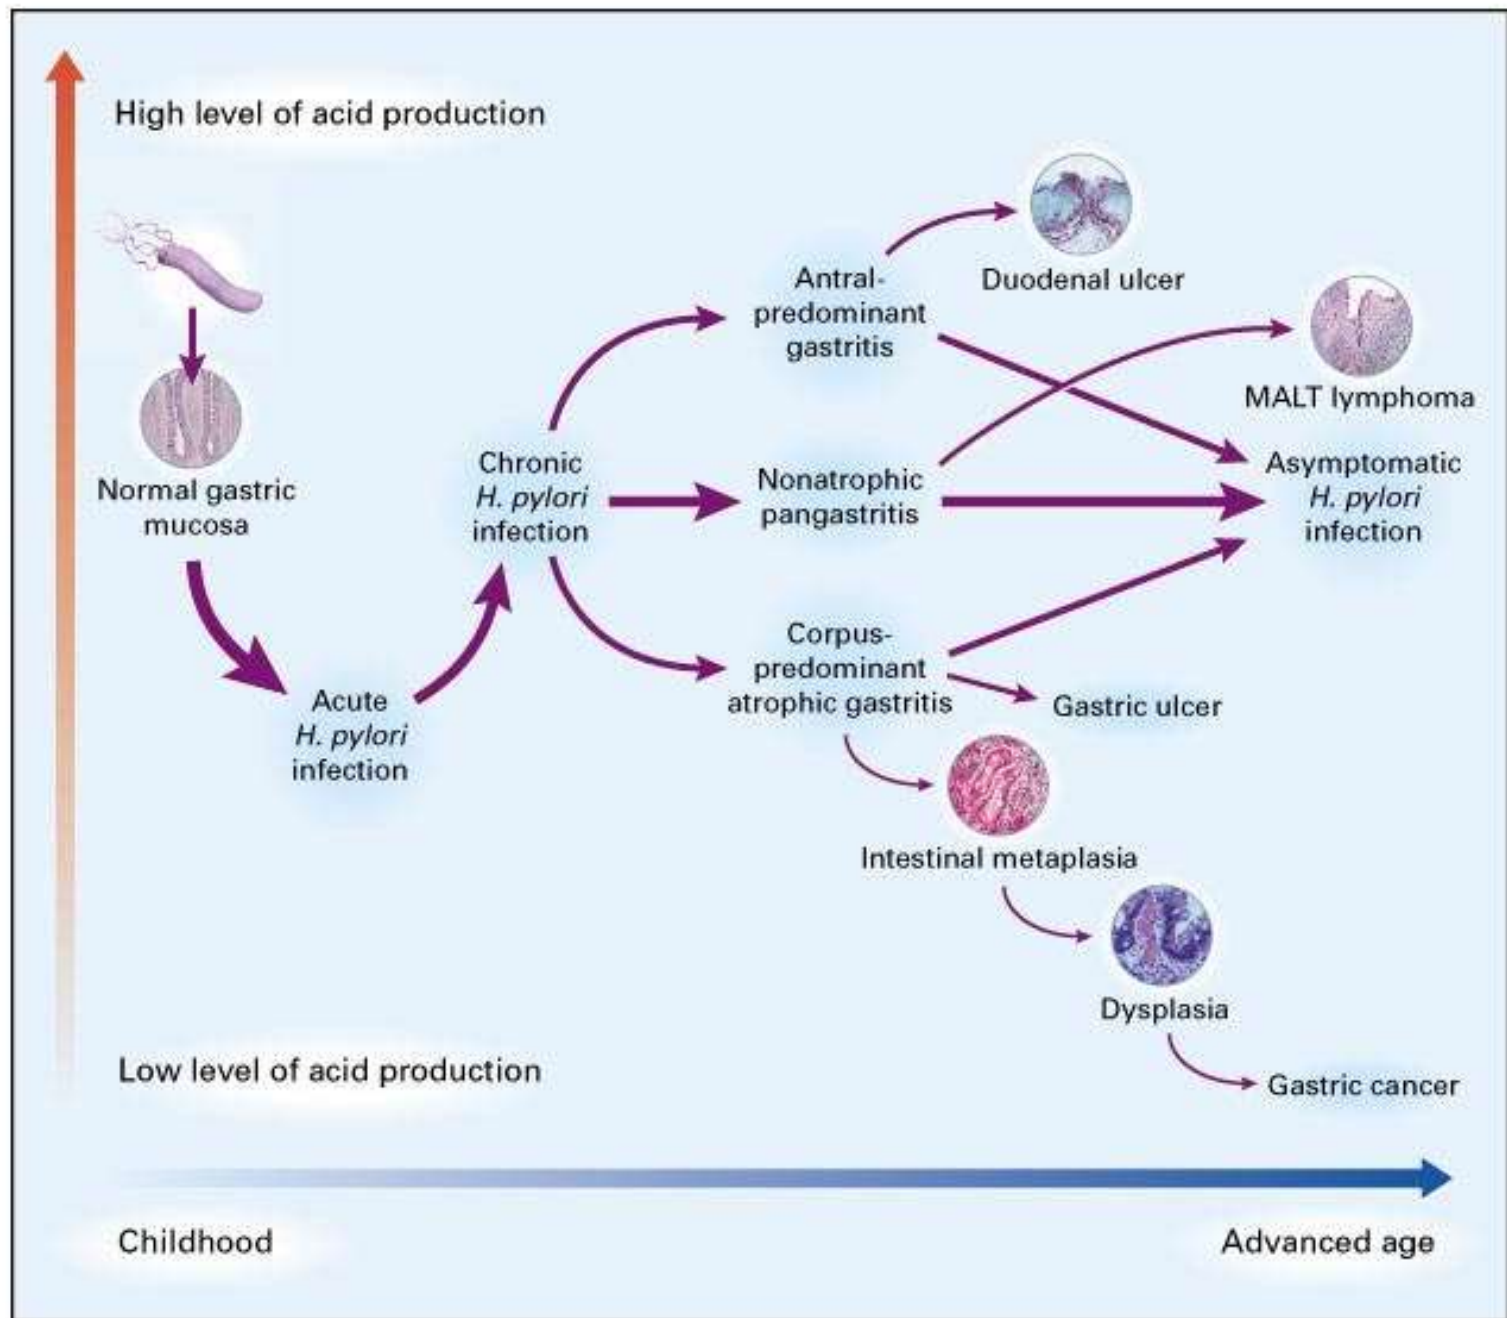 High level of acid production
Normal gastric
mucosa
Acute
H. pylori
infection
Chronic
H. pylori
infection
Antral-
predominant
gastritis
Duodenal ulcer
MALT lymphoma
Nonatrophic
pangastritis
Asymptomatic
H. pylori
infection
Corpus-
predominant
atrophic gastritis
Gastric ulcer
Intestinal metaplasia
Dysplasia
Gastric cancer
Low level of acid production
Childhood
Advanced age